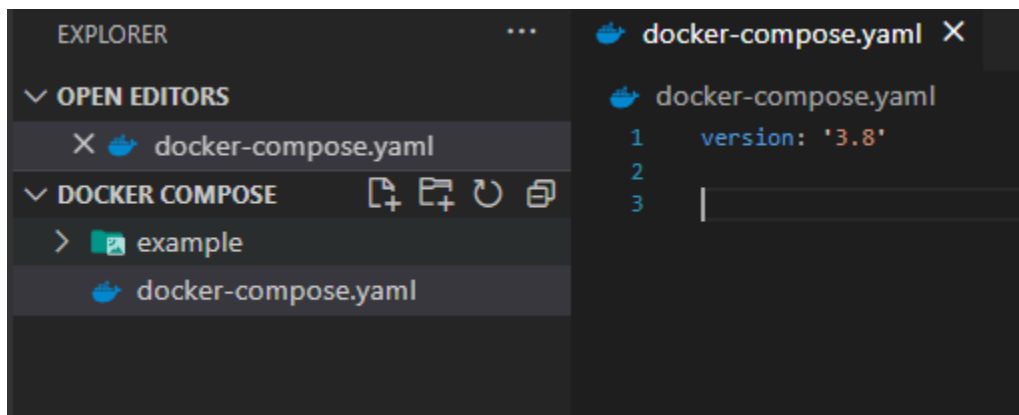 EXPLORER
OPEN EDITORS
docker-compose.yaml
DOCKER COMPOSE
example
docker-compose.yaml
docker-compose.yaml
docker-compose.yaml
1 version: '3.8'
2
3